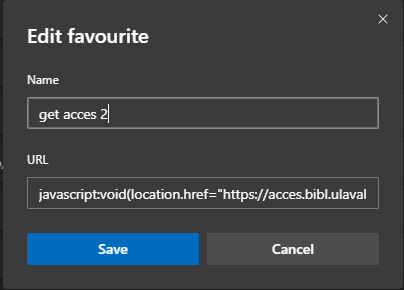 Edit favourite
Name
get acces 2
URL
javascript:void(location.href="https://acces.bibl.ulaval
Save
Cancel